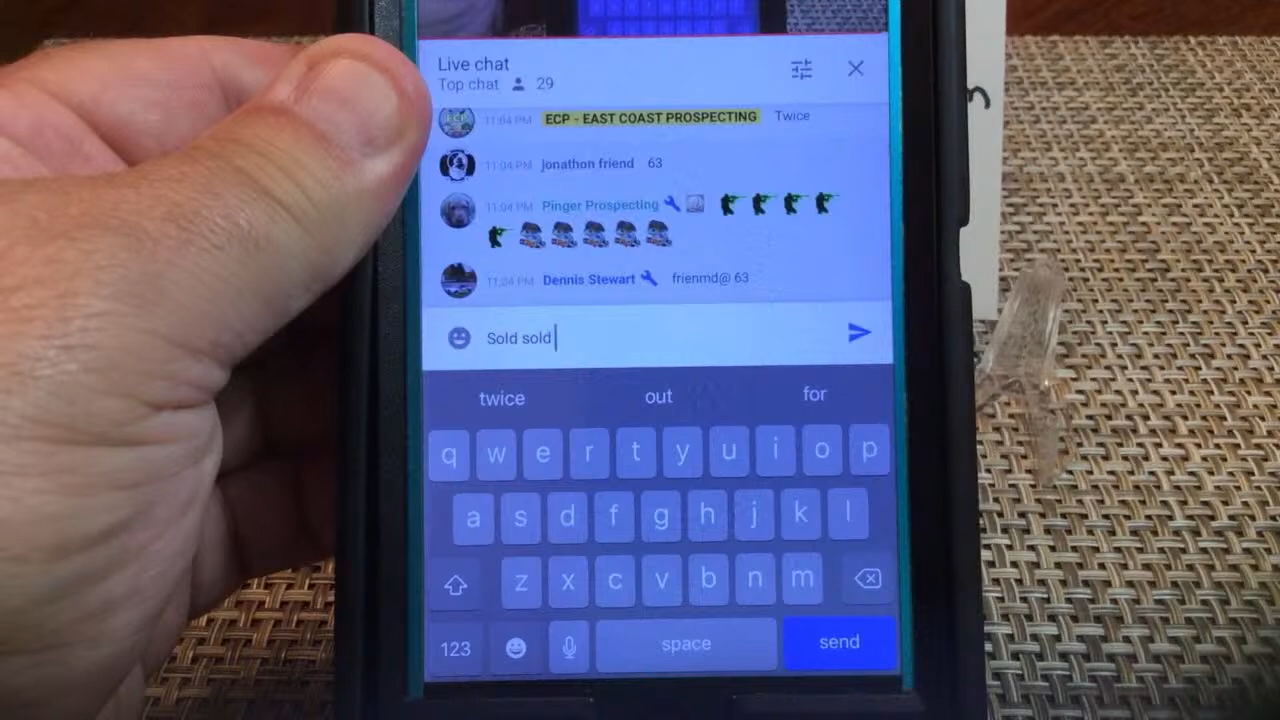 Live chat
Top chat 29
ECP
11:04 PM ECP - EAST COAST PROSPECTING Twice
11:04 PM jonathon friend 63
11:04 PM Pinger Prospecting
11:04 PM Dennis Stewart frienmd@ 63
Sold sold
twice out for
q w e r t y u i o p
a s d f g h j k l
z x c v b n m
123 space send